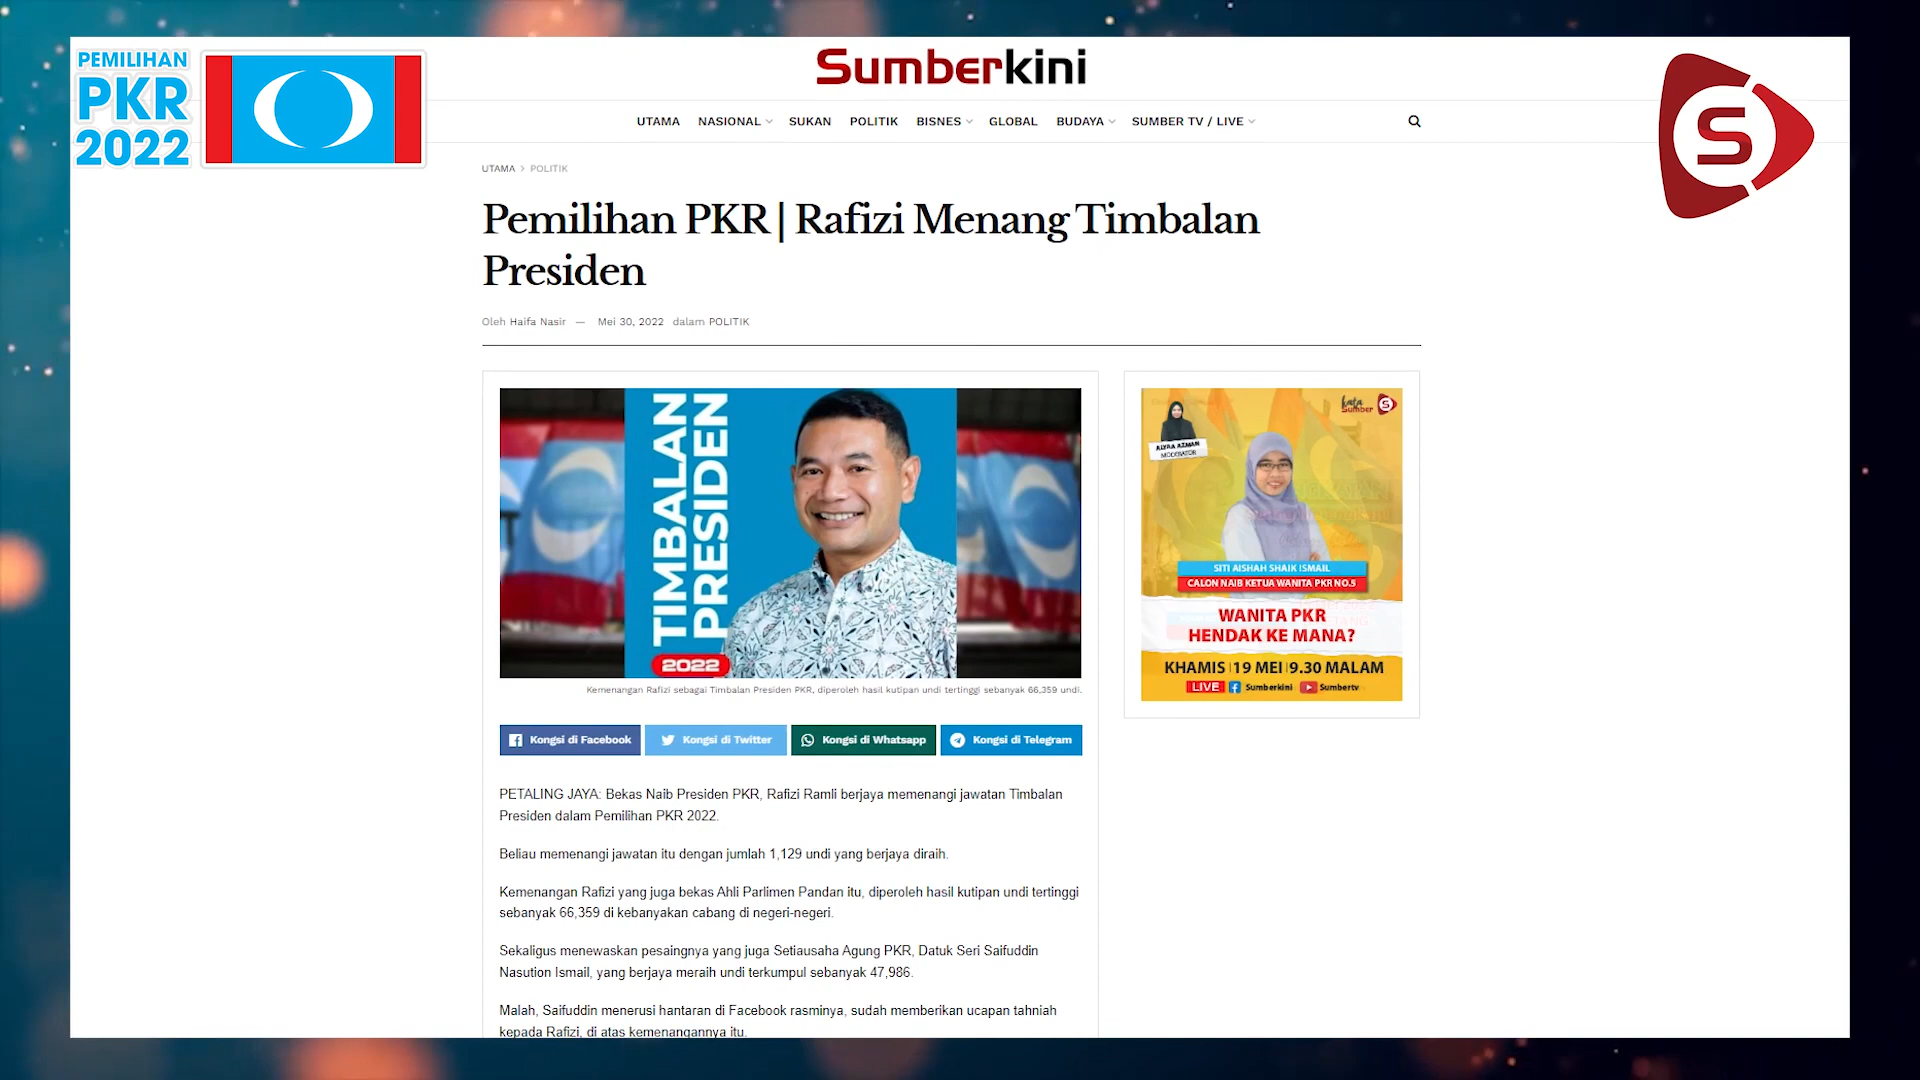 PEMILIHAN
PKR
2022
Sumberkini
S
UTAMA NASIONAL SUKAN POLITIK BISNES GLOBAL BUDAYA SUMBER TV / LIVE
UTAMA > POLITIK
Pemilihan PKR | Rafizi Menang Timbalan
Presiden
Oleh Haifa Nasir — Mei 30, 2022 dalam POLITIK
TIMBALAN
PRESIDEN
2022
Kemenangan Rafizi sebagai Timbalan Presiden PKR, diperoleh hasil kutipan undi tertinggi sebanyak 66,359 undi.
kata
Sumber
S
ALYAA AZMAN
MODERATOR
SITI AISHAH SHAIK ISMAIL
CALON NAIB KETUA WANITA PKR NO.5
WANITA PKR
HENDAK KE MANA?
KHAMIS | 19 MEI | 9.30 MALAM
LIVE Sumberkini Sumbertv
Kongsi di Facebook Kongsi di Twitter Kongsi di Whatsapp Kongsi di Telegram
PETALING JAYA: Bekas Naib Presiden PKR, Rafizi Ramli berjaya memenangi jawatan Timbalan
Presiden dalam Pemilihan PKR 2022.
Beliau memenangi jawatan itu dengan jumlah 1,129 undi yang berjaya diraih.
Kemenangan Rafizi yang juga bekas Ahli Parlimen Pandan itu, diperoleh hasil kutipan undi tertinggi
sebanyak 66,359 di kebanyakan cabang di negeri-negeri.
Sekaligus menewaskan pesaingnya yang juga Setiausaha Agung PKR, Datuk Seri Saifuddin
Nasution Ismail, yang berjaya meraih undi terkumpul sebanyak 47,986.
Malah, Saifuddin menerusi hantaran di Facebook rasminya, sudah memberikan ucapan tahniah
kepada Rafizi, di atas kemenangannya itu.